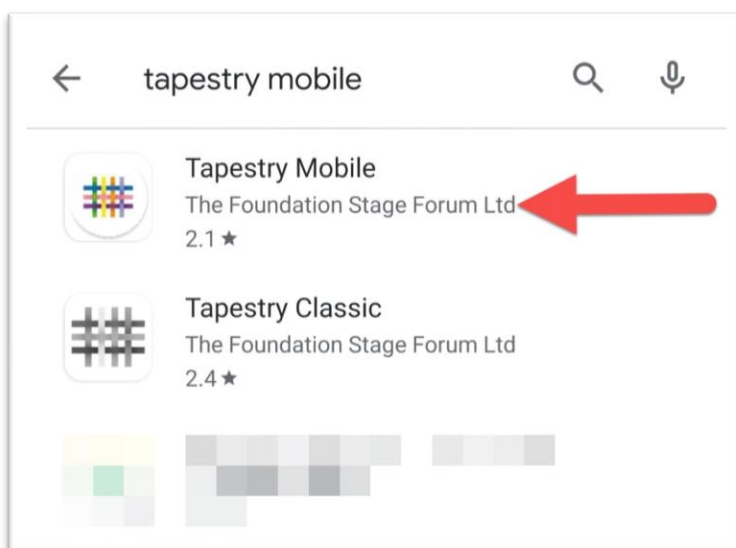 tapestry mobile
Tapestry Mobile
The Foundation Stage Forum Ltd
2.1★
Tapestry Classic
The Foundation Stage Forum Ltd
2.4★